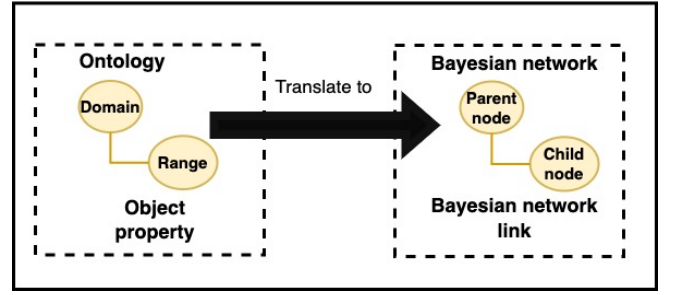 Ontology
Domain
Range
Object
property
Translate to
Bayesian network
Parent
node
Child
node
Bayesian network
link